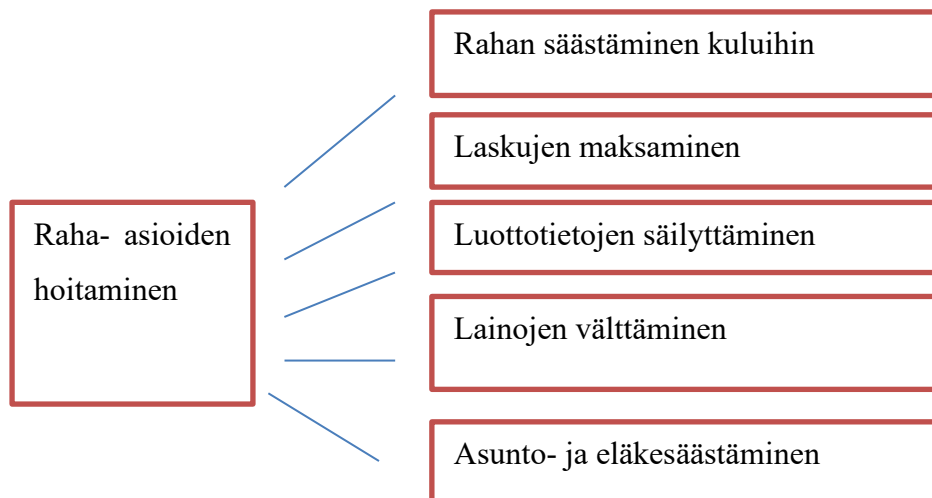 Raha- asioiden
hoitaminen
Rahan säästäminen kuluihin
Laskujen maksaminen
Luottotietojen säilyttäminen
Lainojen välttäminen
Asunto- ja eläkesäästäminen